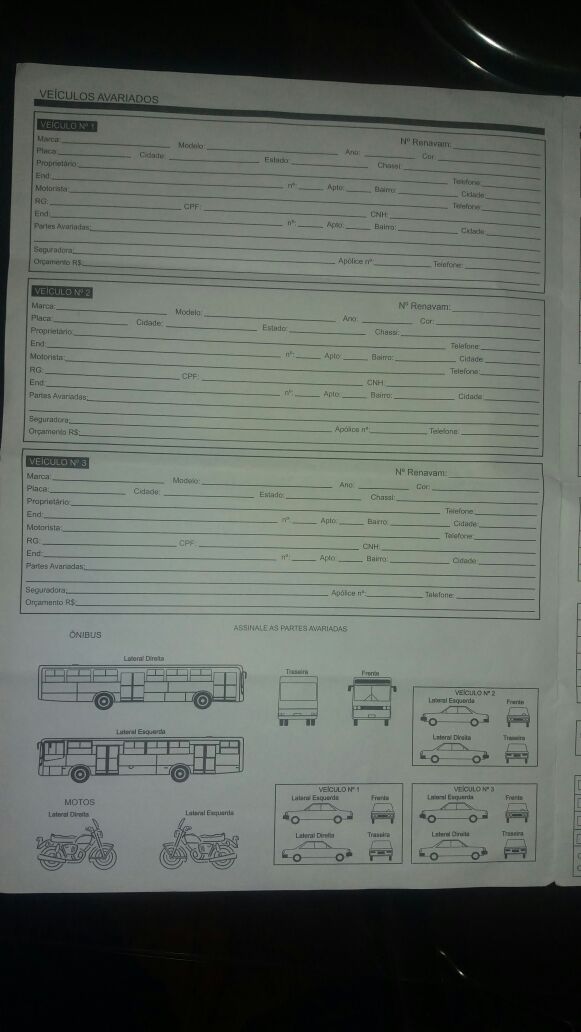 VEÍCULOS AVARIADOS
VEÍCULO Nº 1
Marca: Modelo: Ano: Nº Renavam:
Placa: Cidade: Estado: Chassi: Cor:
Proprietário: Telefone:
End: nº: Apto: Bairro: Cidade:
Motorista: Telefone:
RG: CPF: CNH:
End: nº: Apto: Bairro: Cidade:
Partes Avariadas:
Seguradora: Apólice nº: Telefone:
Orçamento R$:
VEÍCULO Nº 2
Marca: Modelo: Ano: Nº Renavam:
Placa: Cidade: Estado: Chassi: Cor:
Proprietário: Telefone:
End: nº: Apto: Bairro: Cidade:
Motorista: Telefone:
RG: CPF: CNH:
End: nº: Apto: Bairro: Cidade:
Partes Avariadas:
Seguradora: Apólice nº: Telefone:
Orçamento R$:
VEÍCULO Nº 3
Marca: Modelo: Ano: Nº Renavam:
Placa: Cidade: Estado: Chassi: Cor:
Proprietário: Telefone:
End: nº: Apto: Bairro: Cidade:
Motorista: Telefone:
RG: CPF: CNH:
End: nº: Apto: Bairro: Cidade:
Partes Avariadas:
Seguradora: Apólice nº: Telefone:
Orçamento R$:
ASSINALE AS PARTES AVARIADAS
ÔNIBUS
Lateral Direita
Traseira
Frente
Lateral Esquerda
VEÍCULO Nº 2
Lateral Esquerda Frente
Lateral Direita Traseira
MOTOS
Lateral Direita
Lateral Esquerda
VEÍCULO Nº 1
Lateral Esquerda Frente
Lateral Direita Traseira
VEÍCULO Nº 3
Lateral Esquerda Frente
Lateral Direita Traseira